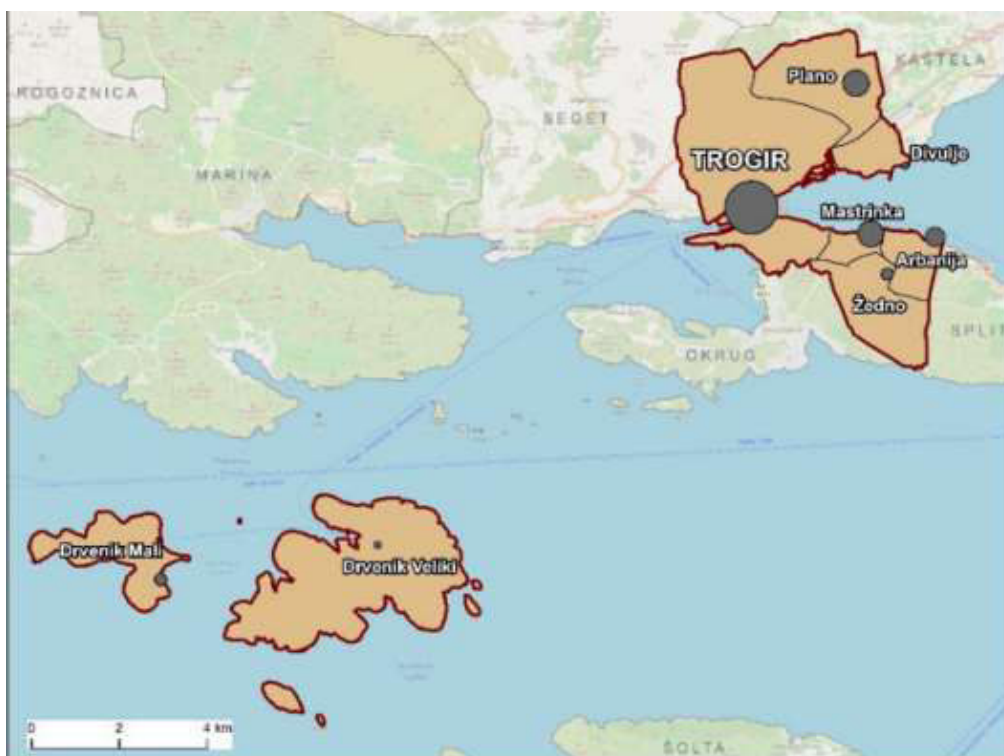 KAŠTELA
Plano
ROGOZNICA
SEGET
Divulje
TROGIR
MARINA
Mastrinka
Arbanija
Žedno
SPLIT
OKRUG
Drvenik Mali
Drvenik Veliki
0 2 4 km
ŠOLTA